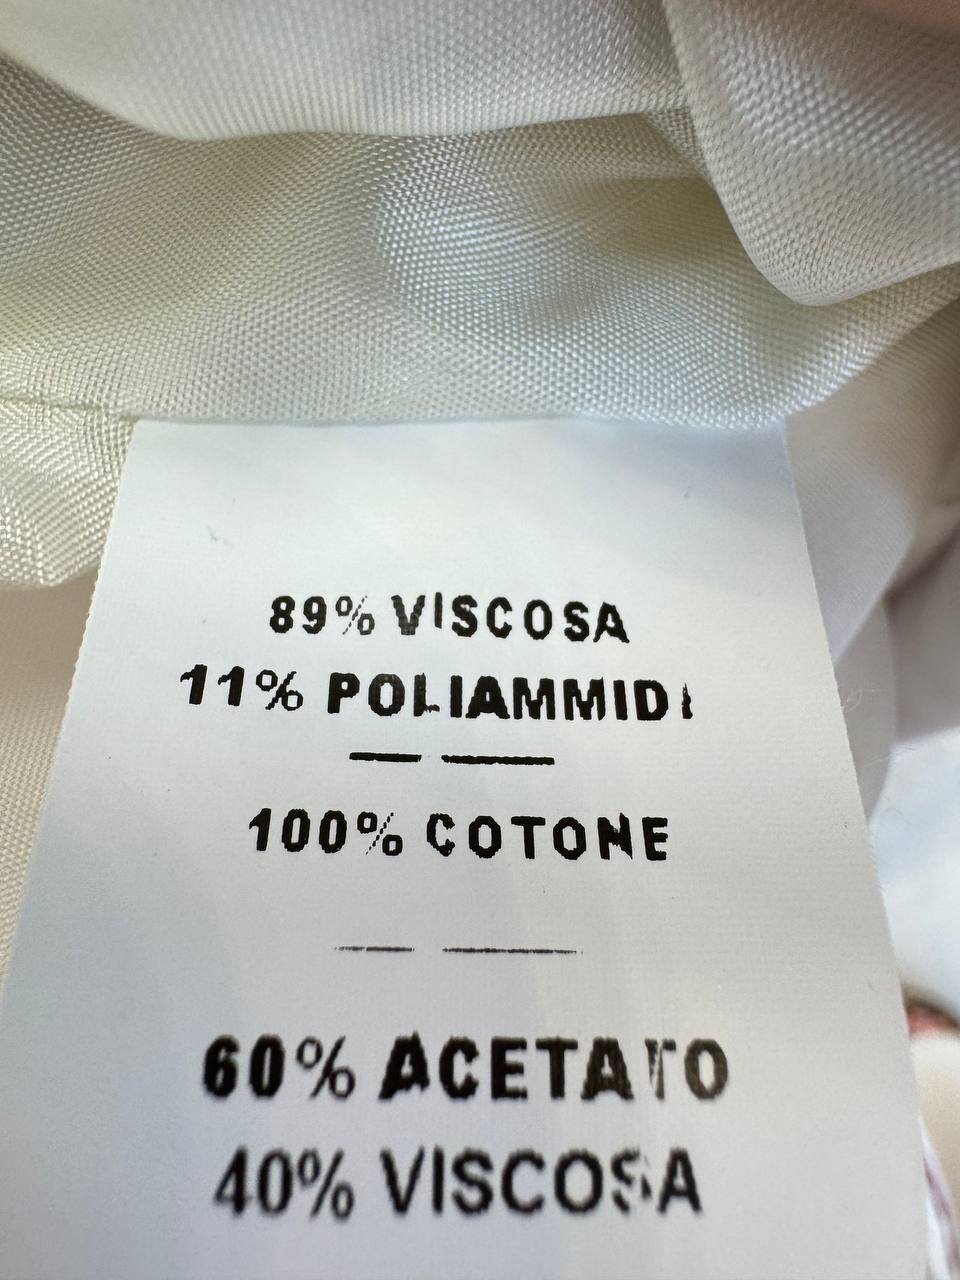 89% VISCOSA
11% POLIAMMIDI
100% COTONE
60% ACETATO
40% VISCOSA